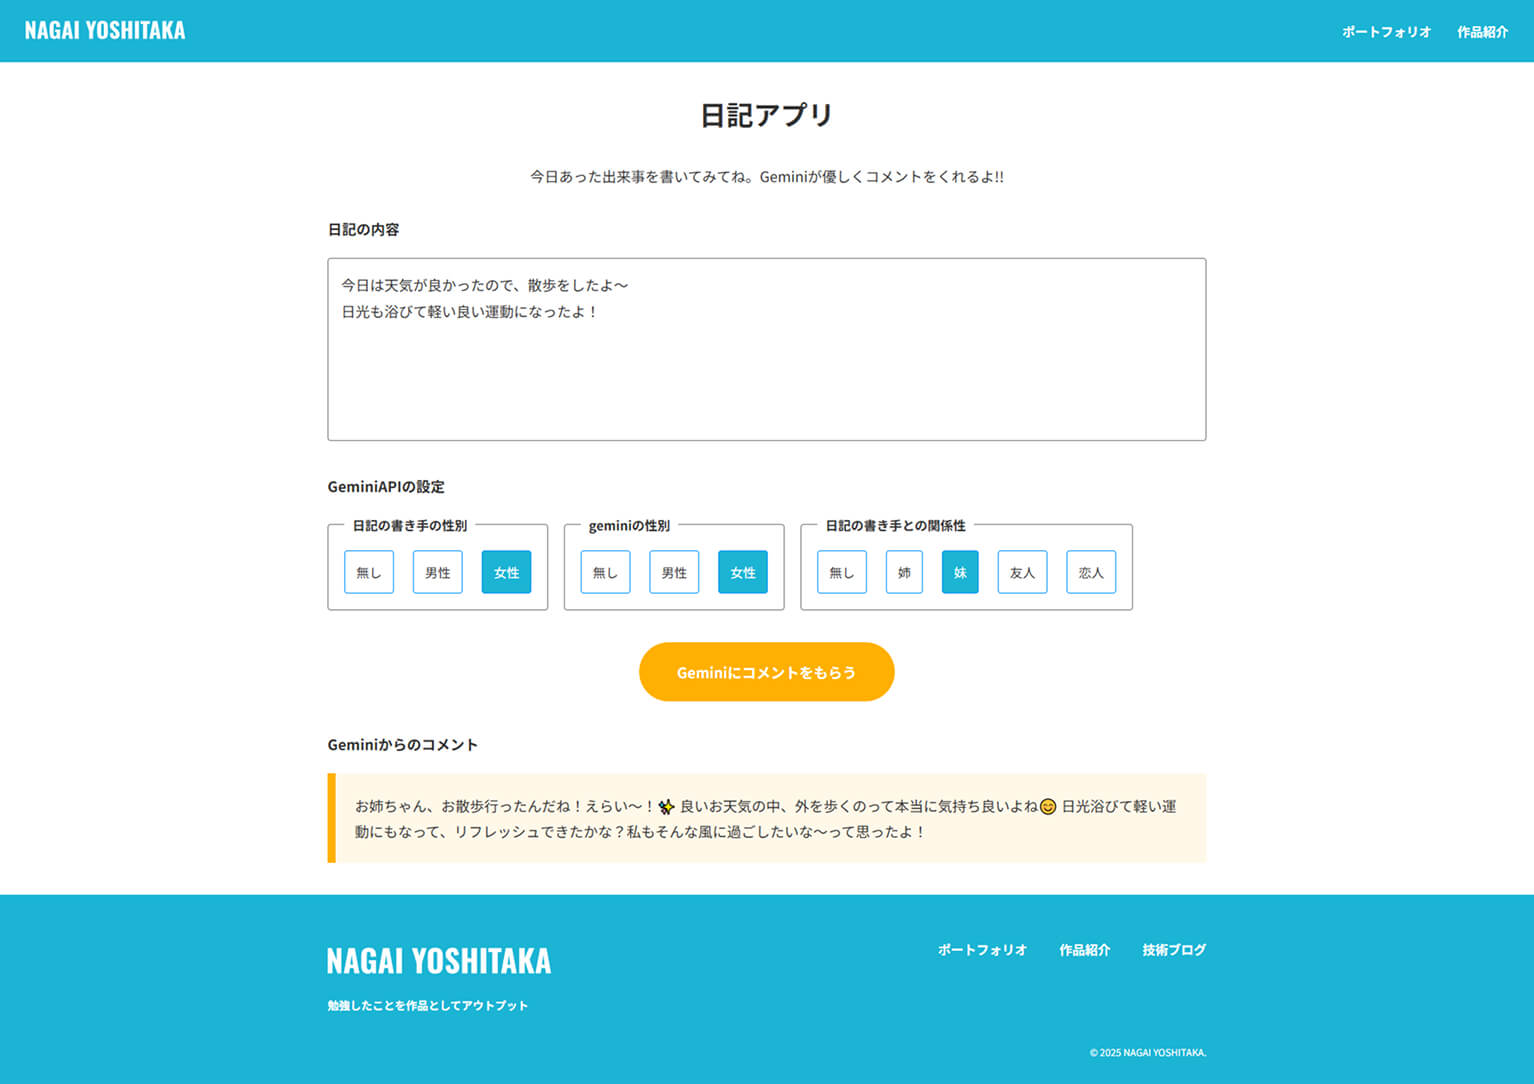 NAGAI YOSHITAKA
ポートフォリオ 作品紹介
日記アプリ
今日あった出来事を書いてみてね。Geminiが優しくコメントをくれるよ!!
日記の内容
今日は天気が良かったので、散歩をしたよ〜
日光も浴びて軽い良い運動になったよ！
GeminiAPIの設定
日記の書き手の性別
無し 男性 女性
geminiの性別
無し 男性 女性
日記の書き手との関係性
無し 姉 妹 友人 恋人
Geminiにコメントをもらう
Geminiからのコメント
お姉ちゃん、お散歩行ったんだね！えらい〜！✨ 良いお天気の中、外を歩くのって本当に気持ち良いよね😊 日光浴びて軽い運
動にもなって、リフレッシュできたかな？私もそんな風に過ごしたいな〜って思ったよ！
NAGAI YOSHITAKA
勉強したことを作品としてアウトプット
ポートフォリオ 作品紹介 技術ブログ
© 2025 NAGAI YOSHITAKA.